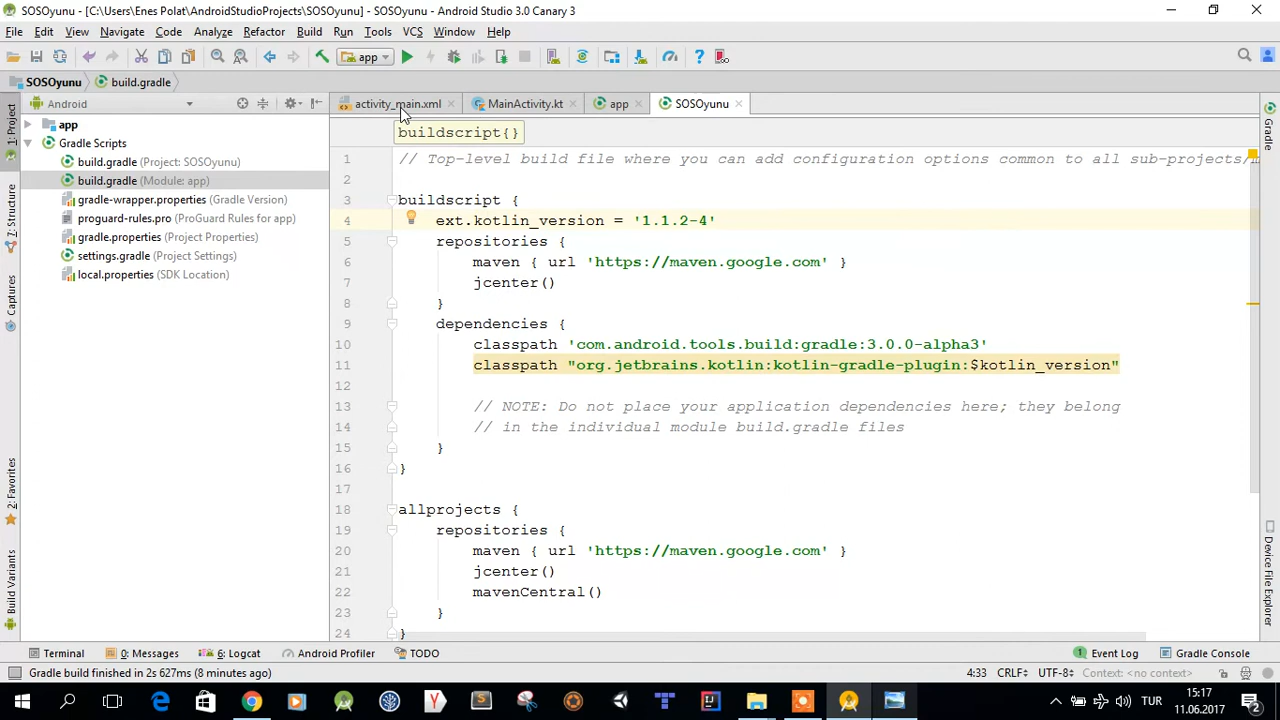 SOSOyunu - [C:\Users\Enes Polat\AndroidStudioProjects\SOSOyunu] - SOSOyunu - Android Studio 3.0 Canary 3
File Edit View Navigate Code Analyze Refactor Build Run Tools VCS Window Help
app
SOSOyunu build.gradle
Android
activity_main.xml MainActivity.kt app SOSOyunu
1: Project
7: Structure
Captures
2: Favorites
Build Variants
app
Gradle Scripts
build.gradle (Project: SOSOyunu)
build.gradle (Module: app)
gradle-wrapper.properties (Gradle Version)
proguard-rules.pro (ProGuard Rules for app)
gradle.properties (Project Properties)
settings.gradle (Project Settings)
local.properties (SDK Location)
buildscript{}
1 // Top-level build file where you can add configuration options common to all sub-projects/m
2
3 buildscript {
4 ext.kotlin_version = '1.1.2-4'
5 repositories {
6 maven { url 'https://maven.google.com' }
7 jcenter()
8 }
9 dependencies {
10 classpath 'com.android.tools.build:gradle:3.0.0-alpha3'
11 classpath "org.jetbrains.kotlin:kotlin-gradle-plugin:$kotlin_version"
12
13 // NOTE: Do not place your application dependencies here; they belong
14 // in the individual module build.gradle files
15 }
16 }
17
18 allprojects {
19 repositories {
20 maven { url 'https://maven.google.com' }
21 jcenter()
22 mavenCentral()
23 }
24 }
Gradle
Device File Explorer
Terminal 0: Messages 6: Logcat Android Profiler TODO Event Log Gradle Console
Gradle build finished in 2s 627ms (8 minutes ago) 4:33 CRLF UTF-8 Context: <no context>
TUR
15:17
11.06.2017
2